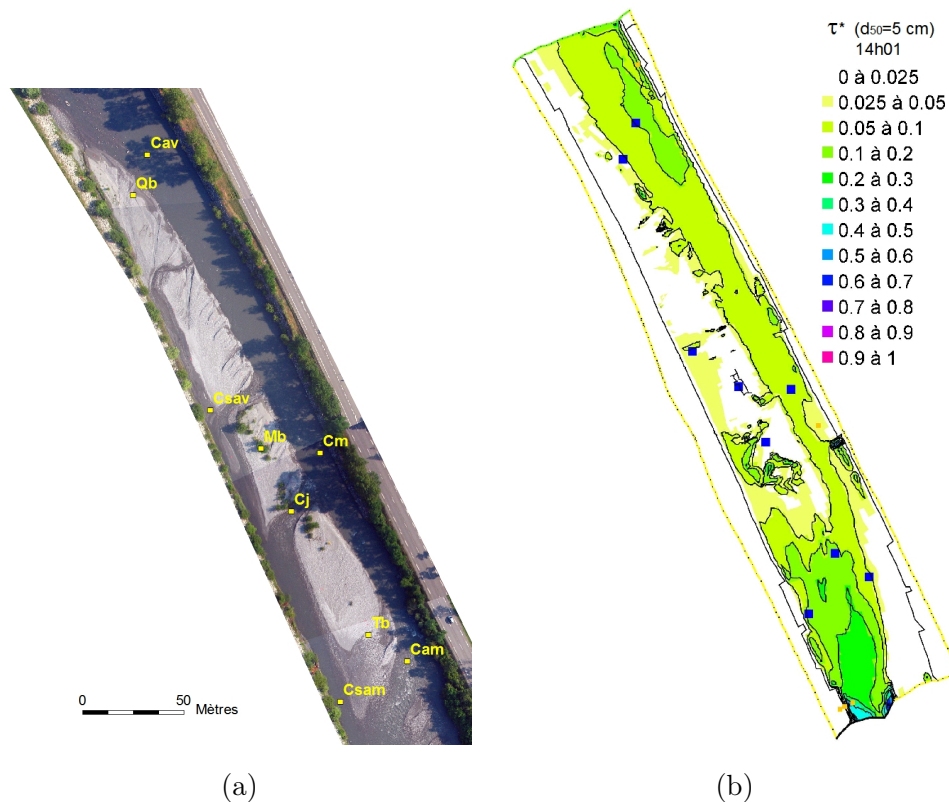 Cav
Qb
Csav
Mb
Cm
Cj
Tb
Cam
Csam
0 50 Mètres
(a)
τ* (d50=5 cm)
14h01
0 à 0.025
0.025 à 0.05
0.05 à 0.1
0.1 à 0.2
0.2 à 0.3
0.3 à 0.4
0.4 à 0.5
0.5 à 0.6
0.6 à 0.7
0.7 à 0.8
0.8 à 0.9
0.9 à 1
(b)